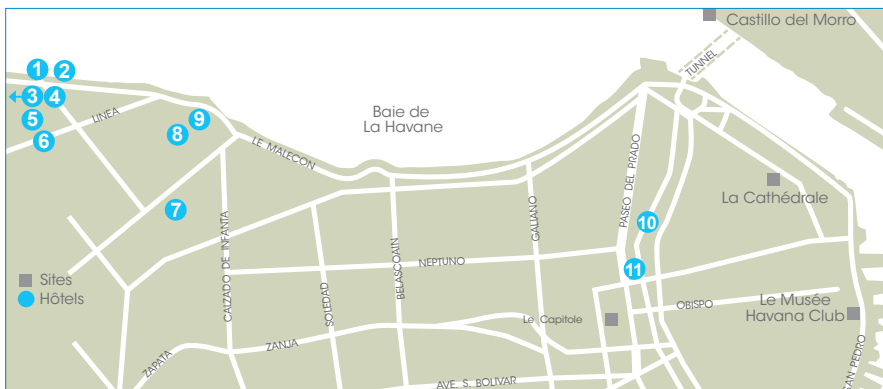 Castillo del Morro
TUNNEL
1
2
3
4
5
6
LINEA
9
8
Baie de
La Havane
LE MALECON
7
La Cathédrale
PASEO DEL PRADO
10
11
CALZADO DE INFANTA
SOLEDAD
BELASCOAIN
GALIANO
NEPTUNO
Sites
Hôtels
OBISPO
Le Capitole
Le Musée
Havana Club
ZAPATA
ZANJA
AVE. S. BOLIVAR
SAN PEDRO